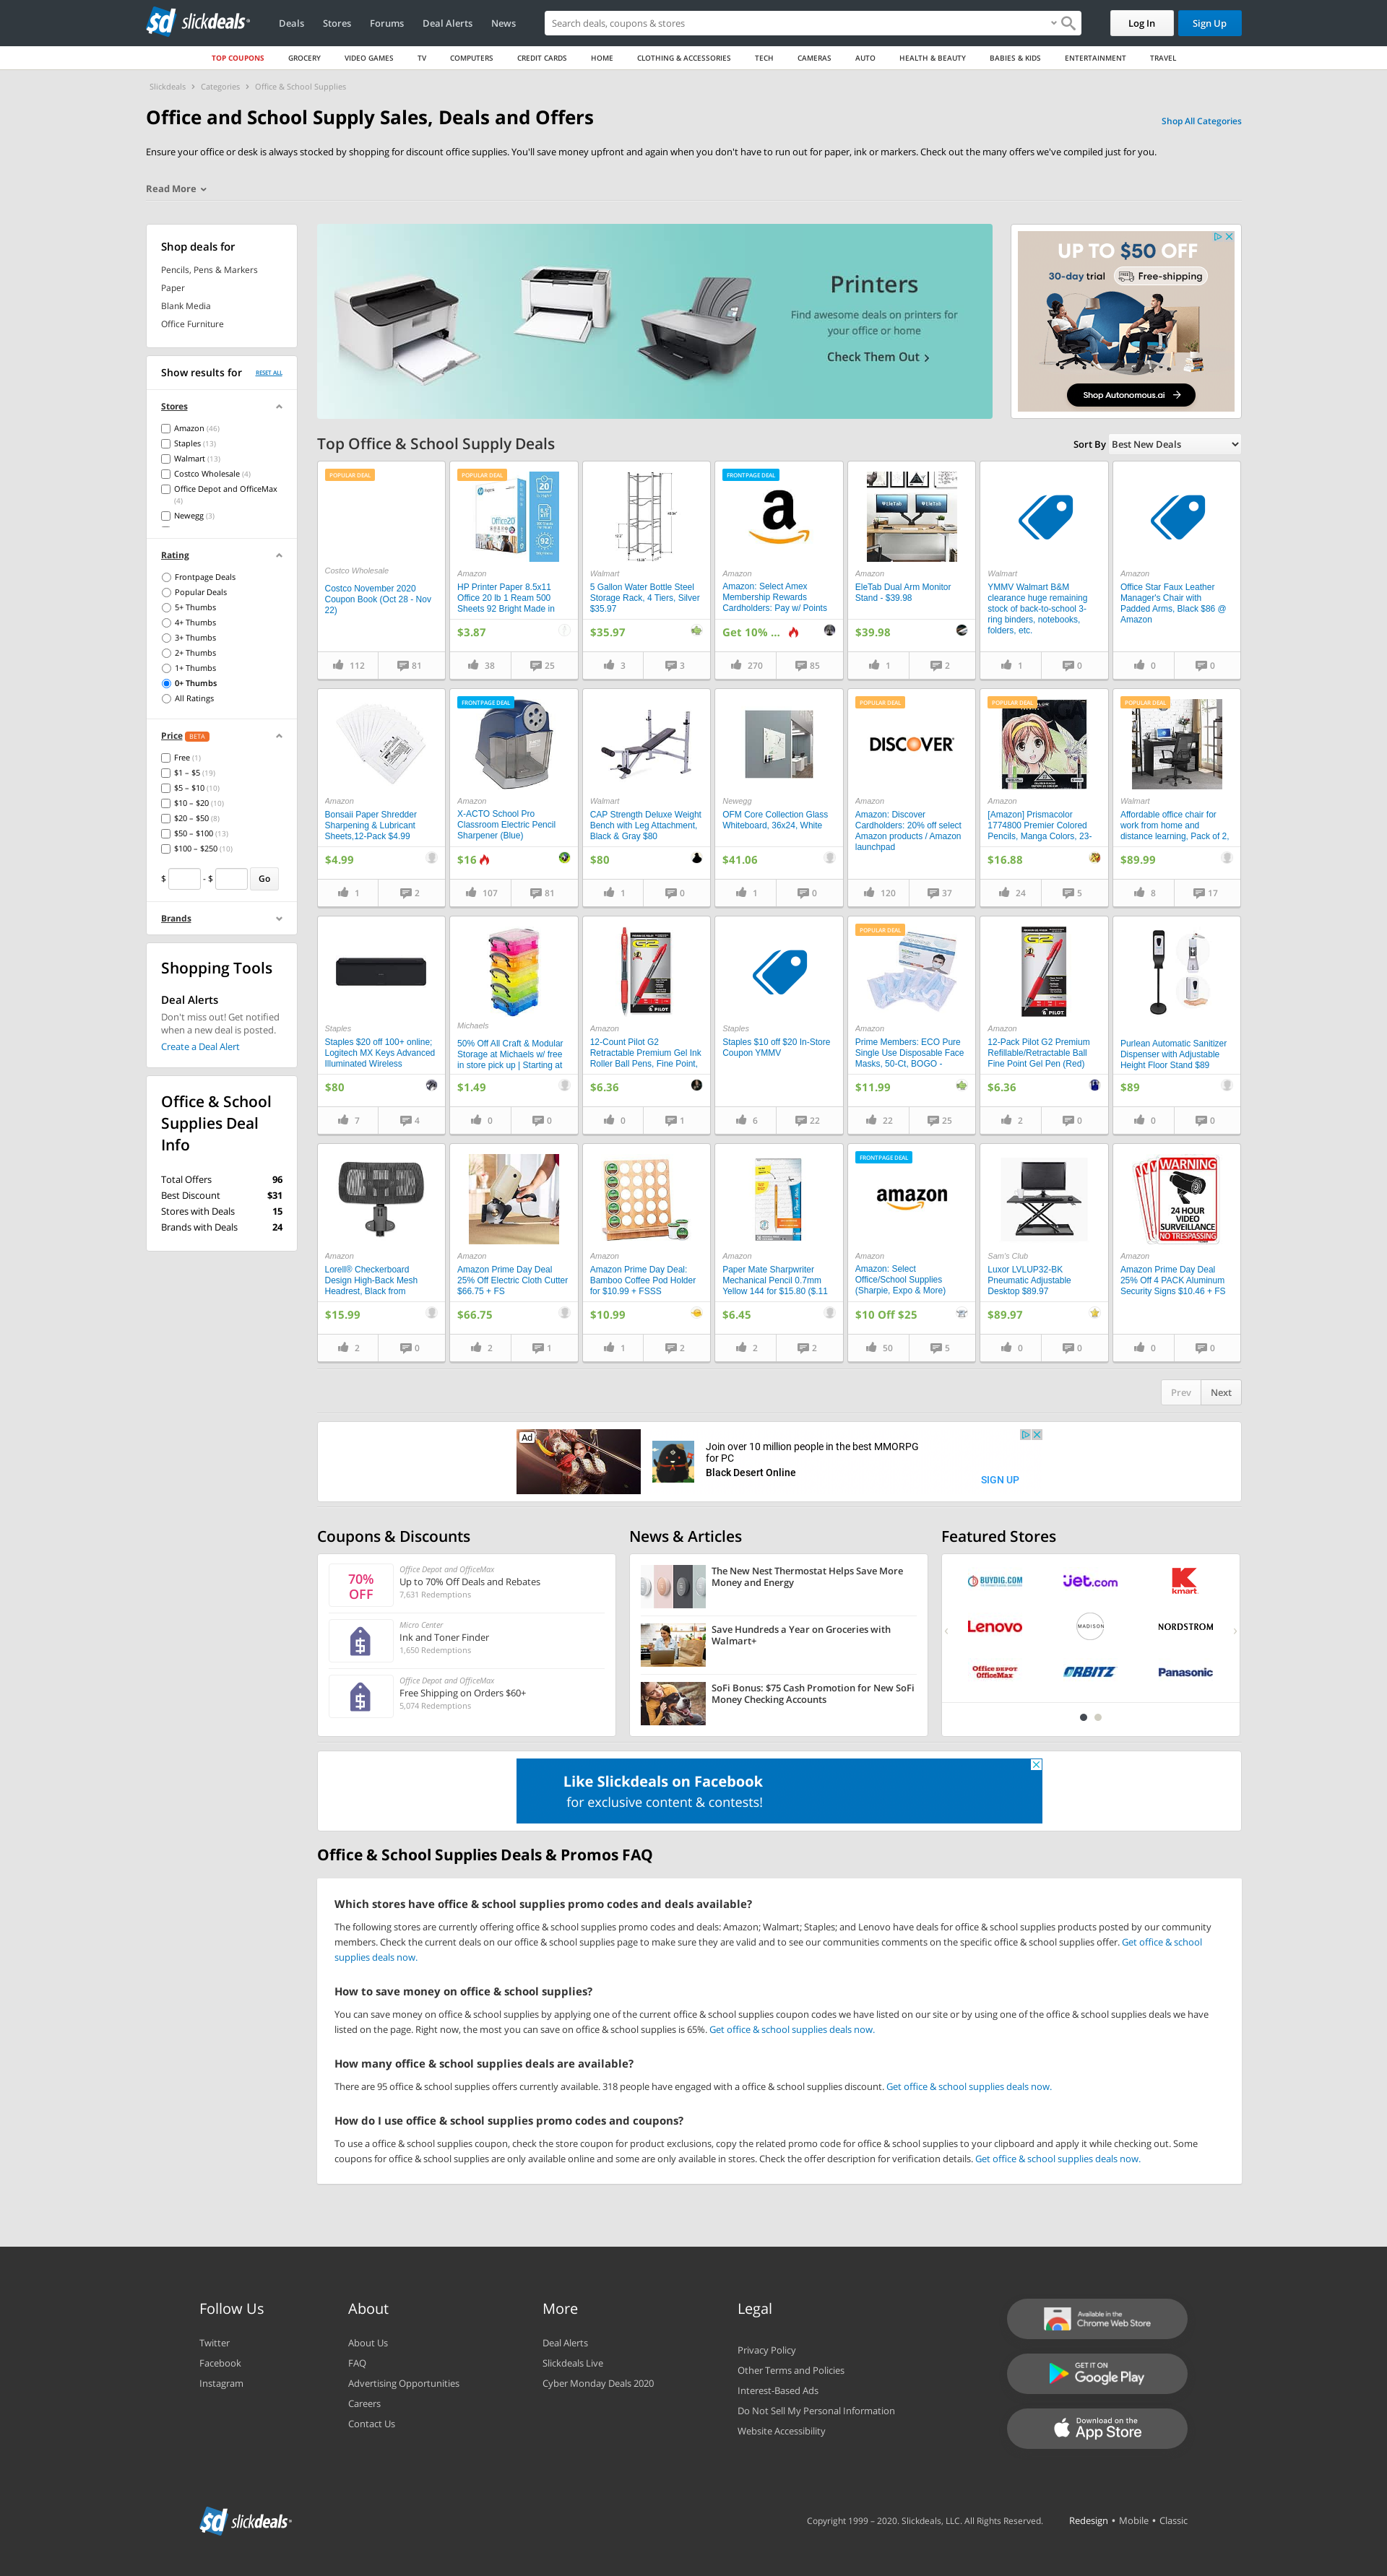 slickdeals
Deals
Stores
Forums
Deal Alerts
News
Search deals, coupons & stores
Log In
Sign Up
TOP COUPONS
GROCERY
VIDEO GAMES
TV
COMPUTERS
CREDIT CARDS
HOME
CLOTHING & ACCESSORIES
TECH
CAMERAS
AUTO
HEALTH & BEAUTY
BABIES & KIDS
ENTERTAINMENT
TRAVEL
Slickdeals › Categories › Office & School Supplies
Office and School Supply Sales, Deals and Offers
Shop All Categories
Ensure your office or desk is always stocked by shopping for discount office supplies. You'll save money upfront and again when you don't have to run out for paper, ink or markers. Check out the many offers we've compiled just for you.
Read More
Shop deals for
Pencils, Pens & Markers
Paper
Blank Media
Office Furniture
Show results for
RESET ALL
Stores
Amazon (46)
Staples (13)
Walmart (13)
Costco Wholesale (4)
Office Depot and OfficeMax
(4)
Newegg (3)
Rating
Frontpage Deals
Popular Deals
5+ Thumbs
4+ Thumbs
3+ Thumbs
2+ Thumbs
1+ Thumbs
0+ Thumbs
All Ratings
Price BETA
Free (1)
$1 – $5 (19)
$5 – $10 (10)
$10 – $20 (10)
$20 – $50 (8)
$50 – $100 (13)
$100 – $250 (10)
$ - $ Go
Brands
Shopping Tools
Deal Alerts
Don't miss out! Get notified
when a new deal is posted.
Create a Deal Alert
Office & School
Supplies Deal
Info
Total Offers 96
Best Discount $31
Stores with Deals 15
Brands with Deals 24
Printers
Find awesome deals on printers for
your office or home
Check Them Out
UP TO $50 OFF
30-day trial
Free-shipping
Shop Autonomous.ai →
Top Office & School Supply Deals
Sort By Best New Deals
POPULAR DEAL
Costco Wholesale
Costco November 2020
Coupon Book (Oct 28 - Nov
22)
112
81
POPULAR DEAL
Office20
20
92
Amazon
HP Printer Paper 8.5x11
Office 20 lb 1 Ream 500
Sheets 92 Bright Made in
$3.87
38
25
Walmart
5 Gallon Water Bottle Steel
Storage Rack, 4 Tiers, Silver
$35.97
$35.97
3
3
FRONTPAGE DEAL
Amazon
Amazon: Select Amex
Membership Rewards
Cardholders: Pay w/ Points
Get 10% ...
270
85
Amazon
EleTab Dual Arm Monitor
Stand - $39.98
$39.98
1
2
Walmart
YMMV Walmart B&M
clearance huge remaining
stock of back-to-school 3-
ring binders, notebooks,
folders, etc.
1
0
Amazon
Office Star Faux Leather
Manager's Chair with
Padded Arms, Black $86 @
Amazon
0
0
Amazon
Bonsaii Paper Shredder
Sharpening & Lubricant
Sheets,12-Pack $4.99
$4.99
1
2
FRONTPAGE DEAL
Amazon
X-ACTO School Pro
Classroom Electric Pencil
Sharpener (Blue)
$16
107
81
Walmart
CAP Strength Deluxe Weight
Bench with Leg Attachment,
Black & Gray $80
$80
1
0
Newegg
OFM Core Collection Glass
Whiteboard, 36x24, White
$41.06
1
0
POPULAR DEAL
DISCOVER
Amazon
Amazon: Discover
Cardholders: 20% off select
Amazon products / Amazon
launchpad
120
37
POPULAR DEAL
Amazon
[Amazon] Prismacolor
1774800 Premier Colored
Pencils, Manga Colors, 23-
$16.88
24
5
POPULAR DEAL
Walmart
Affordable office chair for
work from home and
distance learning, Pack of 2,
$89.99
8
17
Staples
Staples $20 off 100+ online;
Logitech MX Keys Advanced
Illuminated Wireless
$80
7
4
Michaels
50% Off All Craft & Modular
Storage at Michaels w/ free
in store pick up | Starting at
$1.49
0
0
G2
PILOT
Amazon
12-Count Pilot G2
Retractable Premium Gel Ink
Roller Ball Pens, Fine Point,
$6.36
0
1
Staples
Staples $10 off $20 In-Store
Coupon YMMV
6
22
POPULAR DEAL
Amazon
Prime Members: ECO Pure
Single Use Disposable Face
Masks, 50-Ct, BOGO -
$11.99
22
25
G2
PILOT
Amazon
12-Pack Pilot G2 Premium
Refillable/Retractable Ball
Fine Point Gel Pen (Red)
$6.36
2
0
Purlean Automatic Sanitizer
Dispenser with Adjustable
Height Floor Stand $89
$89
0
0
Amazon
Lorell® Checkerboard
Design High-Back Mesh
Headrest, Black from
$15.99
2
0
Amazon
Amazon Prime Day Deal
25% Off Electric Cloth Cutter
$66.75 + FS
$66.75
2
1
Amazon
Amazon Prime Day Deal:
Bamboo Coffee Pod Holder
for $10.99 + FSSS
$10.99
1
2
Amazon
Paper Mate Sharpwriter
Mechanical Pencil 0.7mm
Yellow 144 for $15.80 ($.11
$6.45
2
2
FRONTPAGE DEAL
amazon
Amazon
Amazon: Select
Office/School Supplies
(Sharpie, Expo & More)
$10 Off $25
50
5
Sam's Club
Luxor LVLUP32-BK
Pneumatic Adjustable
Desktop $89.97
$89.97
0
0
WARNING
24 HOUR
VIDEO
SURVEILLANCE
NO TRESPASSING
Amazon
Amazon Prime Day Deal
25% Off 4 PACK Aluminum
Security Signs $10.46 + FS
0
0
Prev
Next
Ad
Join over 10 million people in the best MMORPG
for PC
Black Desert Online
SIGN UP
Coupons & Discounts
70%
OFF
Office Depot and OfficeMax
Up to 70% Off Deals and Rebates
7,631 Redemptions
Micro Center
Ink and Toner Finder
1,650 Redemptions
Office Depot and OfficeMax
Free Shipping on Orders $60+
5,074 Redemptions
News & Articles
The New Nest Thermostat Helps Save More
Money and Energy
Save Hundreds a Year on Groceries with
Walmart+
SoFi Bonus: $75 Cash Promotion for New SoFi
Money Checking Accounts
Featured Stores
BUYDIG.COM
jet.com
kmart
Lenovo
MADISON
NORDSTROM
Office DEPOT
OfficeMax
ORBITZ
Panasonic
Like Slickdeals on Facebook
for exclusive content & contests!
Office & School Supplies Deals & Promos FAQ
Which stores have office & school supplies promo codes and deals available?
The following stores are currently offering office & school supplies promo codes and deals: Amazon; Walmart; Staples; and Lenovo have deals for office & school supplies products posted by our community
members. Check the current deals on our office & school supplies page to make sure they are valid and to see our communities comments on the specific office & school supplies offer. Get office & school
supplies deals now.
How to save money on office & school supplies?
You can save money on office & school supplies by applying one of the current office & school supplies coupon codes we have listed on our site or by using one of the office & school supplies deals we have
listed on the page. Right now, the most you can save on office & school supplies is 65%. Get office & school supplies deals now.
How many office & school supplies deals are available?
There are 95 office & school supplies offers currently available. 318 people have engaged with a office & school supplies discount. Get office & school supplies deals now.
How do I use office & school supplies promo codes and coupons?
To use a office & school supplies coupon, check the store coupon for product exclusions, copy the related promo code for office & school supplies to your clipboard and apply it while checking out. Some
coupons for office & school supplies are only available online and some are only available in stores. Check the offer description for verification details. Get office & school supplies deals now.
Follow Us
Twitter
Facebook
Instagram
About
About Us
FAQ
Advertising Opportunities
Careers
Contact Us
More
Deal Alerts
Slickdeals Live
Cyber Monday Deals 2020
Legal
Privacy Policy
Other Terms and Policies
Interest-Based Ads
Do Not Sell My Personal Information
Website Accessibility
Available in the
Chrome Web Store
GET IT ON
Google Play
Download on the
App Store
slickdeals
Copyright 1999 – 2020. Slickdeals, LLC. All Rights Reserved.
Redesign • Mobile • Classic